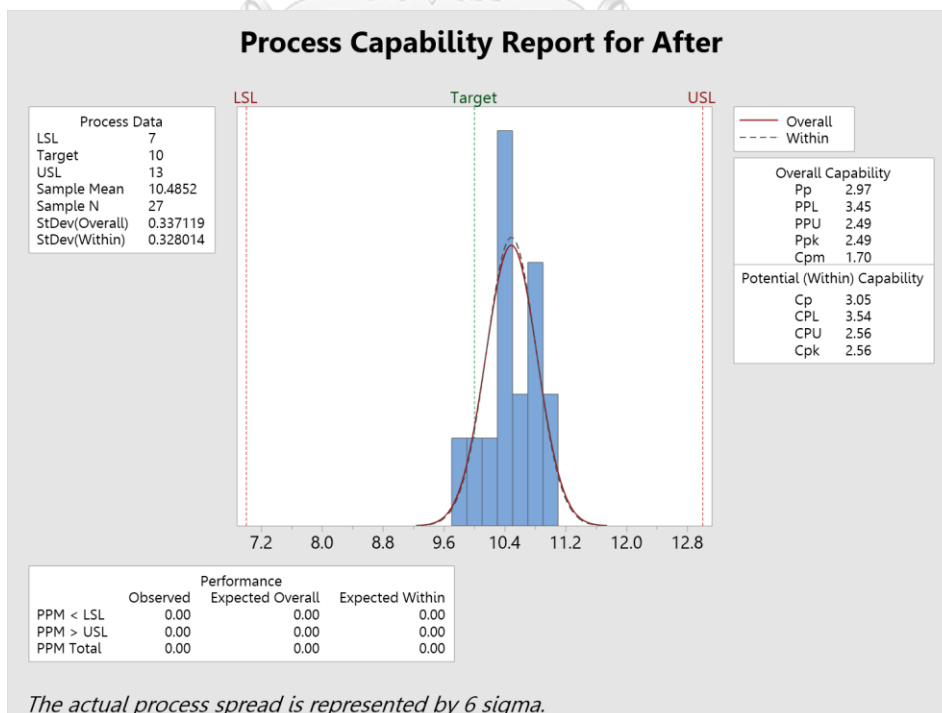 Process Capability Report for After
LSL Target USL
Process Data
LSL 7
Target 10
USL 13
Sample Mean 10.4852
Sample N 27
StDev(Overall) 0.337119
StDev(Within) 0.328014
Overall
Within
Overall Capability
Pp 2.97
PPL 3.45
PPU 2.49
Ppk 2.49
Cpm 1.70
Potential (Within) Capability
Cp 3.05
CPL 3.54
CPU 2.56
Cpk 2.56
7.2 8.0 8.8 9.6 10.4 11.2 12.0 12.8
Performance
Observed Expected Overall Expected Within
PPM < LSL 0.00 0.00 0.00
PPM > USL 0.00 0.00 0.00
PPM Total 0.00 0.00 0.00
The actual process spread is represented by 6 sigma.